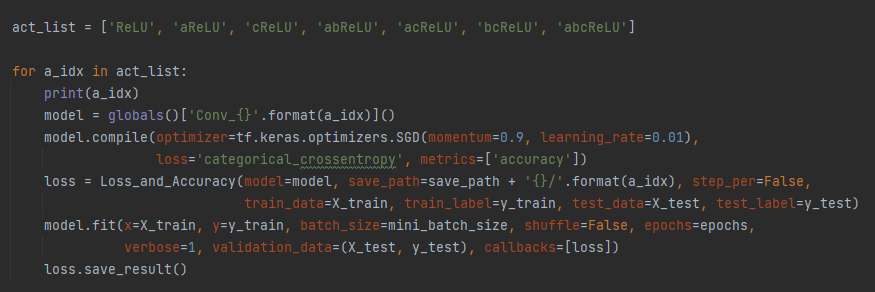 act_list = ['ReLU', 'aReLU', 'cReLU', 'abReLU', 'acReLU', 'bcReLU', 'abcReLU']
for a_idx in act_list:
print(a_idx)
model = globals()['Conv_{}'.format(a_idx)]()
model.compile(optimizer=tf.keras.optimizers.SGD(momentum=0.9, learning_rate=0.01),
loss='categorical_crossentropy', metrics=['accuracy'])
loss = Loss_and_Accuracy(model=model, save_path=save_path + '{}/'.format(a_idx), step_per=False,
train_data=X_train, train_label=y_train, test_data=X_test, test_label=y_test)
model.fit(x=X_train, y=y_train, batch_size=mini_batch_size, shuffle=False, epochs=epochs,
verbose=1, validation_data=(X_test, y_test), callbacks=[loss])
loss.save_result()